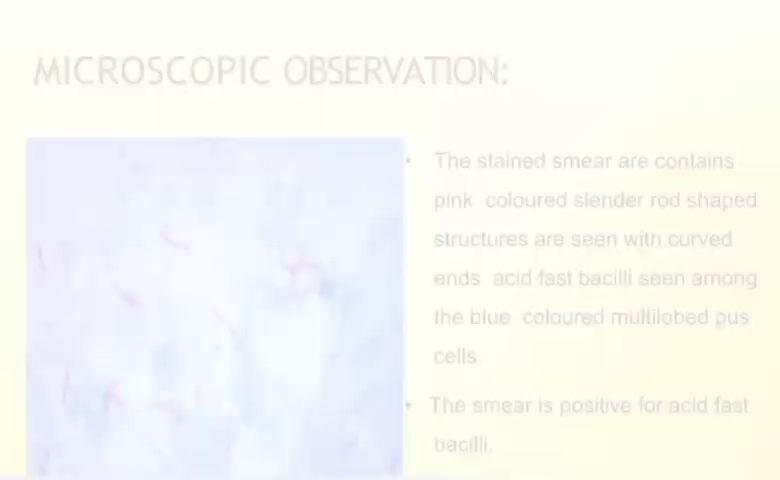 MICROSCOPIC OBSERVATION:
• The stained smear are contains
pink coloured slender rod shaped
structures are seen with curved
ends acid fast bacilli seen among
the blue coloured multilobed pus
cells.
• The smear is positive for acid fast
bacilli.